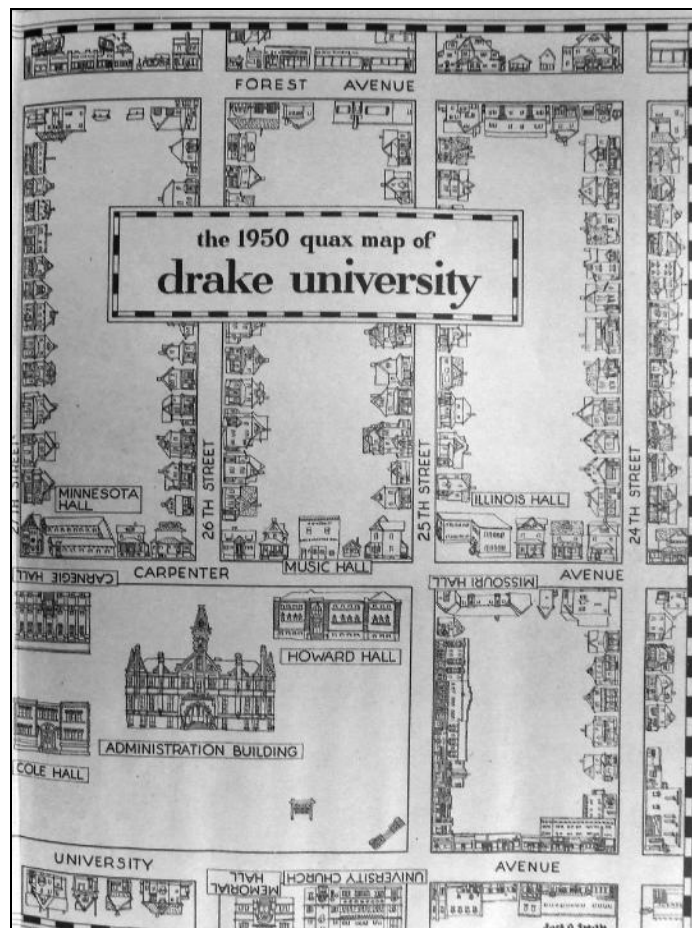 FOREST AVENUE
the 1950 quax map of
drake university
MINNESOTA
HALL
26TH STREET
25TH STREET
ILLINOIS HALL
24TH STREET
CARNEGIE HALL
CARPENTER
MUSIC HALL
MISSOURI HALL
AVENUE
HOWARD HALL
ADMINISTRATION BUILDING
COLE HALL
UNIVERSITY
AVENUE
MEMORIAL
HALL
UNIVERSITY CHURCH